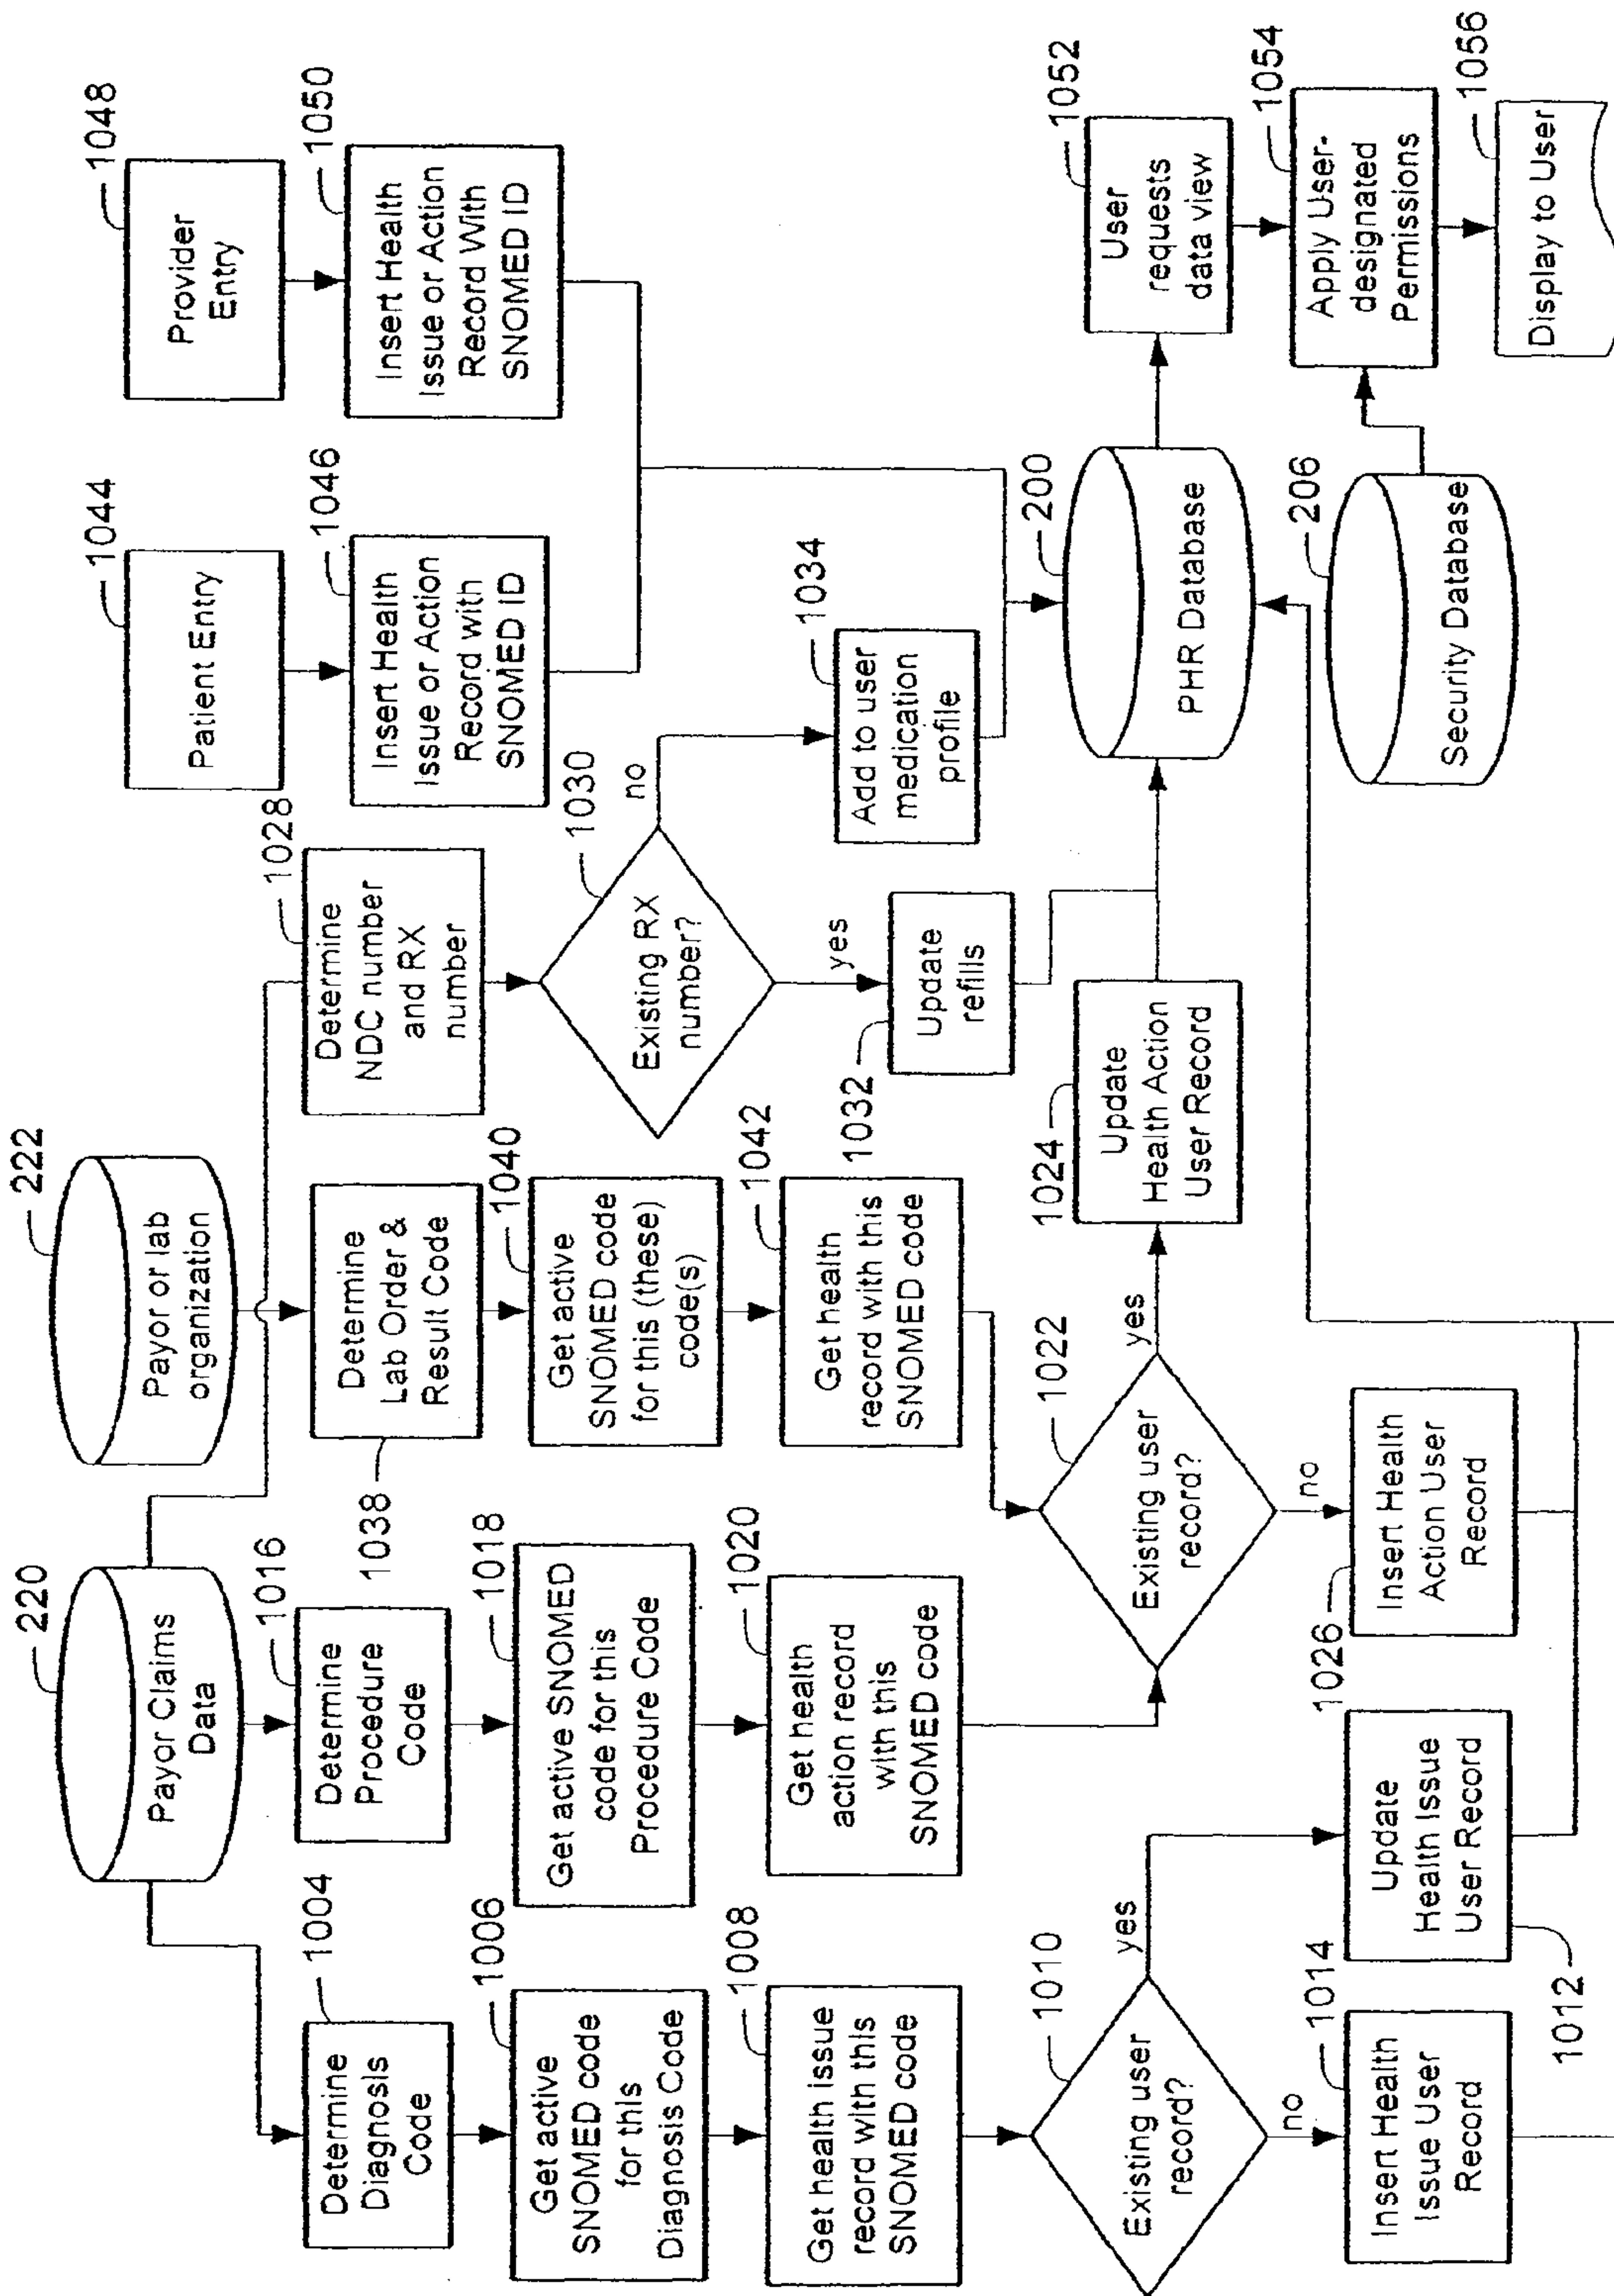 220
Payor Claims
Data
222
Payor or lab
organization
1044
Patient Entry
1048
Provider
Entry
1004
Determine
Diagnosis
Code
1016
Determine
Procedure
Code
1038
Determine
Lab Order &
Result Code
1028
Determine
NDC number
and RX
number
1046
Insert Health
Issue or Action
Record with
SNOMED ID
1050
Insert Health
Issue or Action
Record With
SNOMED ID
1006
Get active
SNOMED code
for this
Diagnosis Code
1018
Get active SNOMED
code for this
Procedure Code
1040
Get active
SNOMED code
for this (these)
code(s)
1030
Existing RX
number?
no
yes
1008
Get health issue
record with this
SNOMED code
1020
Get health
action record
with this
SNOMED code
1042
Get health
record with this
SNOMED code
1032
Update
refills
1034
Add to user
medication
profile
1010
Existing user
record?
yes
no
1022
Existing user
record?
yes
no
1024
Update
Health Action
User Record
200
PHR Database
1052
User
requests
data view
1014
Insert Health
Issue User
Record
1012
Update
Health Issue
User Record
1026
Insert Health
Action User
Record
206
Security Database
1054
Apply User-
designated
Permissions
1056
Display to User